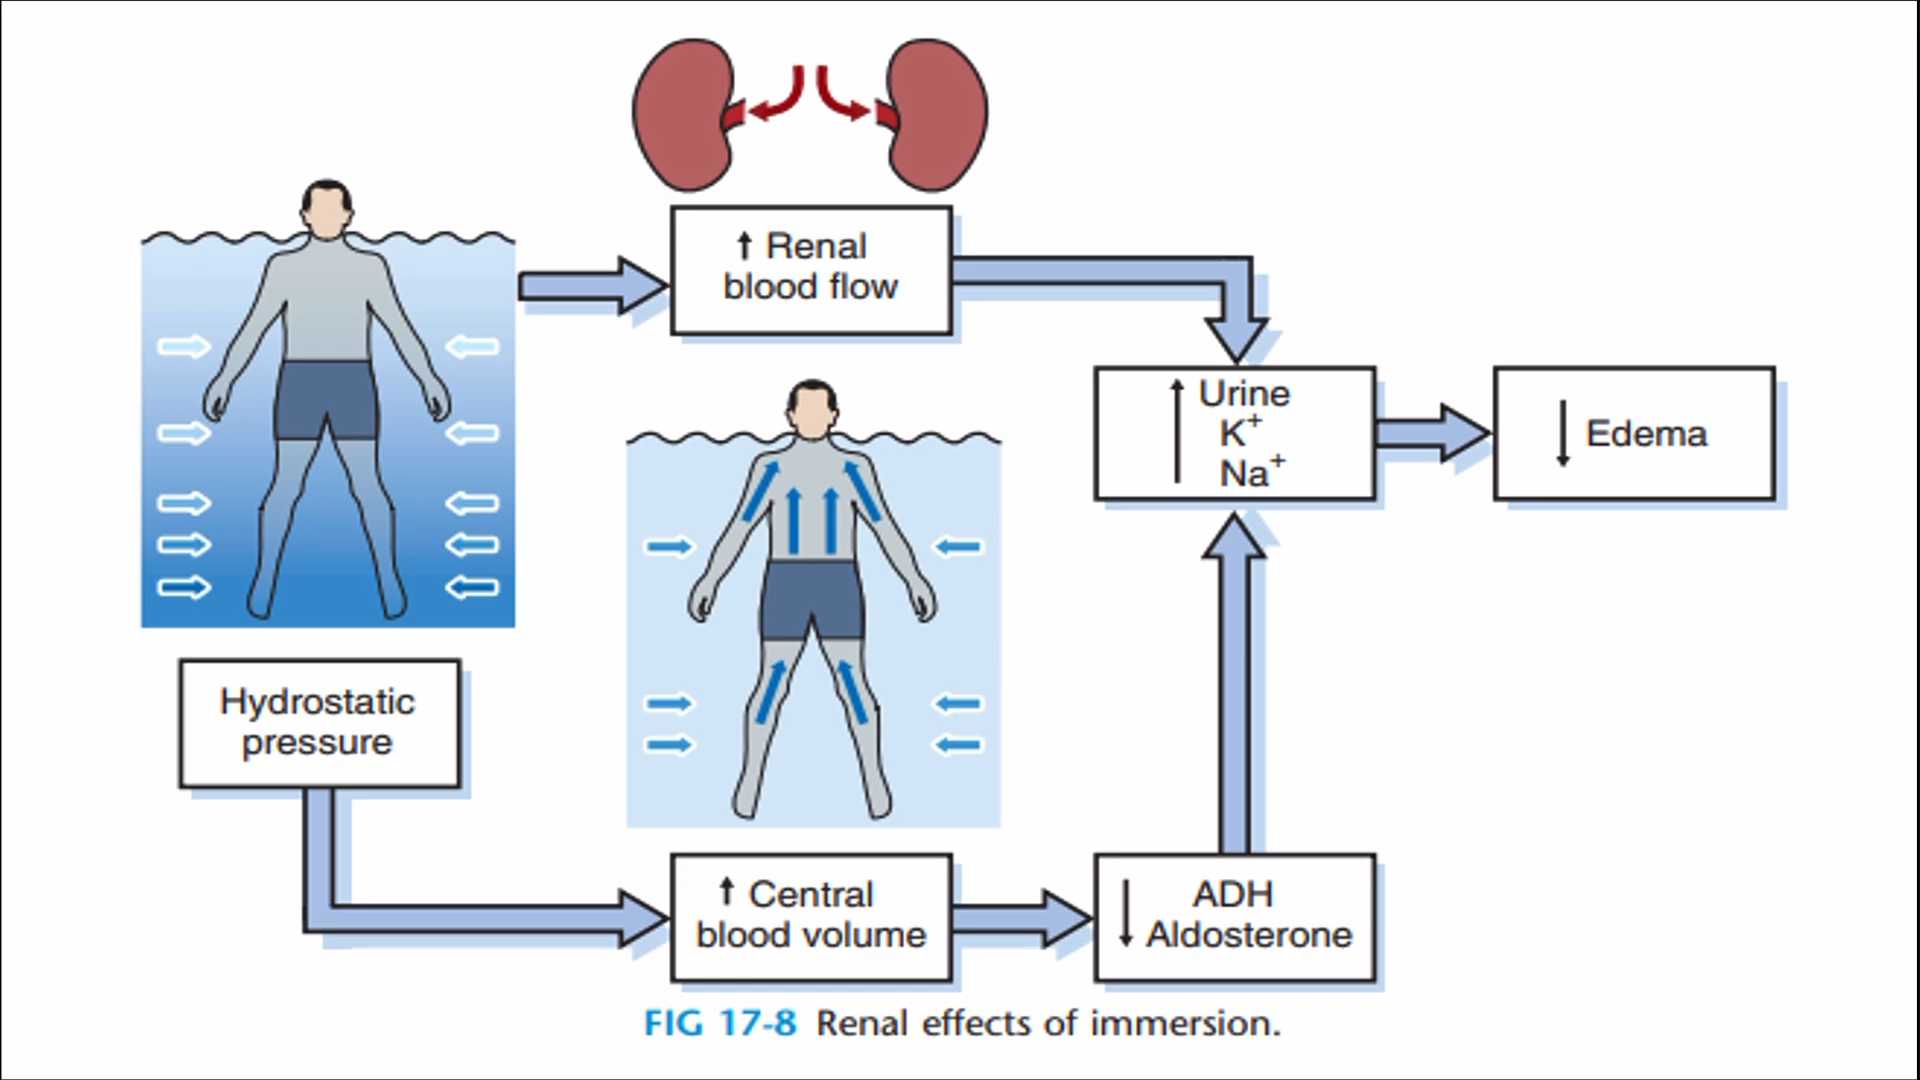 ↑ Renal
blood flow
↑ Urine
K⁺
Na⁺
↓ Edema
Hydrostatic
pressure
↑ Central
blood volume
↓ ADH
Aldosterone
FIG 17-8 Renal effects of immersion.